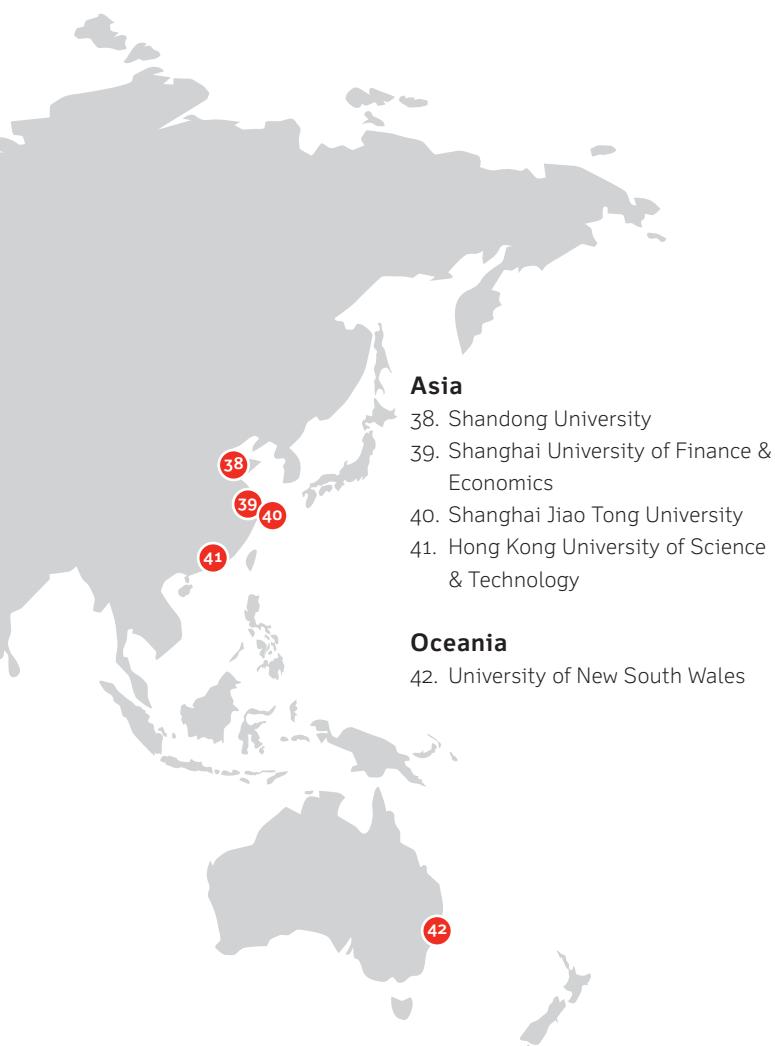 Asia
38. Shandong University
39. Shanghai University of Finance &
Economics
40. Shanghai Jiao Tong University
41. Hong Kong University of Science
& Technology
Oceania
42. University of New South Wales
38
39
40
41
42